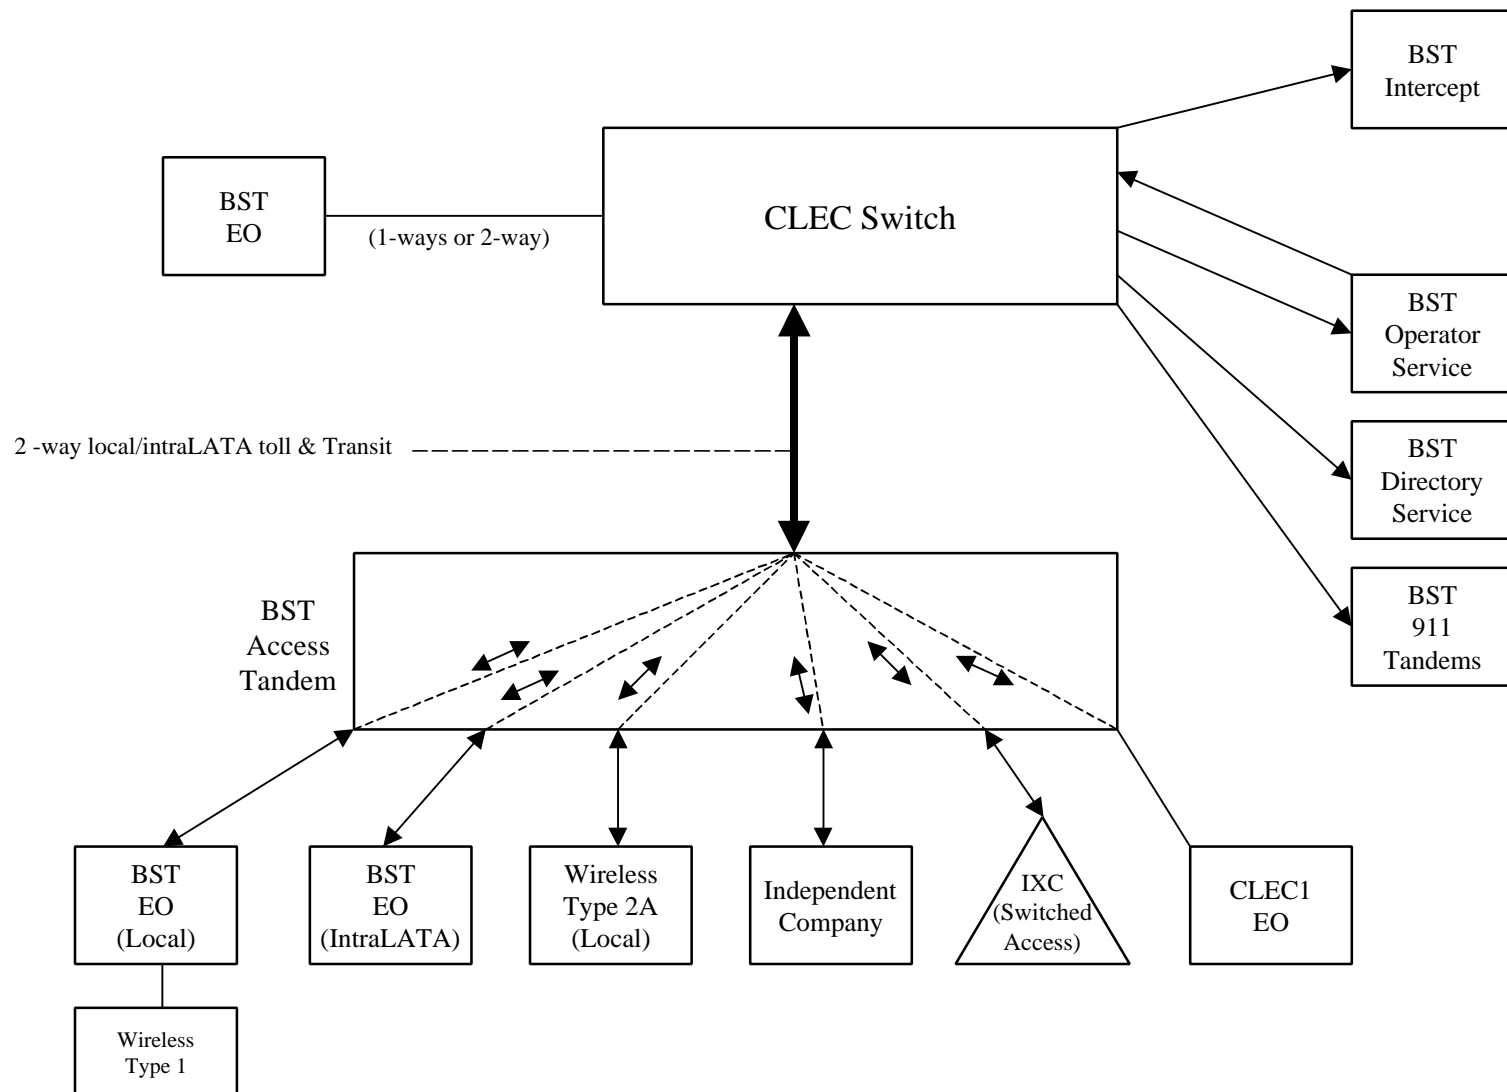 BST
Intercept
BST
EO
(1-ways or 2-way)
CLEC Switch
BST
Operator
Service
2 -way local/intraLATA toll & Transit
BST
Directory
Service
BST
911
Tandems
BST
Access
Tandem
BST
EO
(Local)
BST
EO
(IntraLATA)
Wireless
Type 2A
(Local)
Independent
Company
IXC
(Switched
Access)
CLEC1
EO
Wireless
Type 1